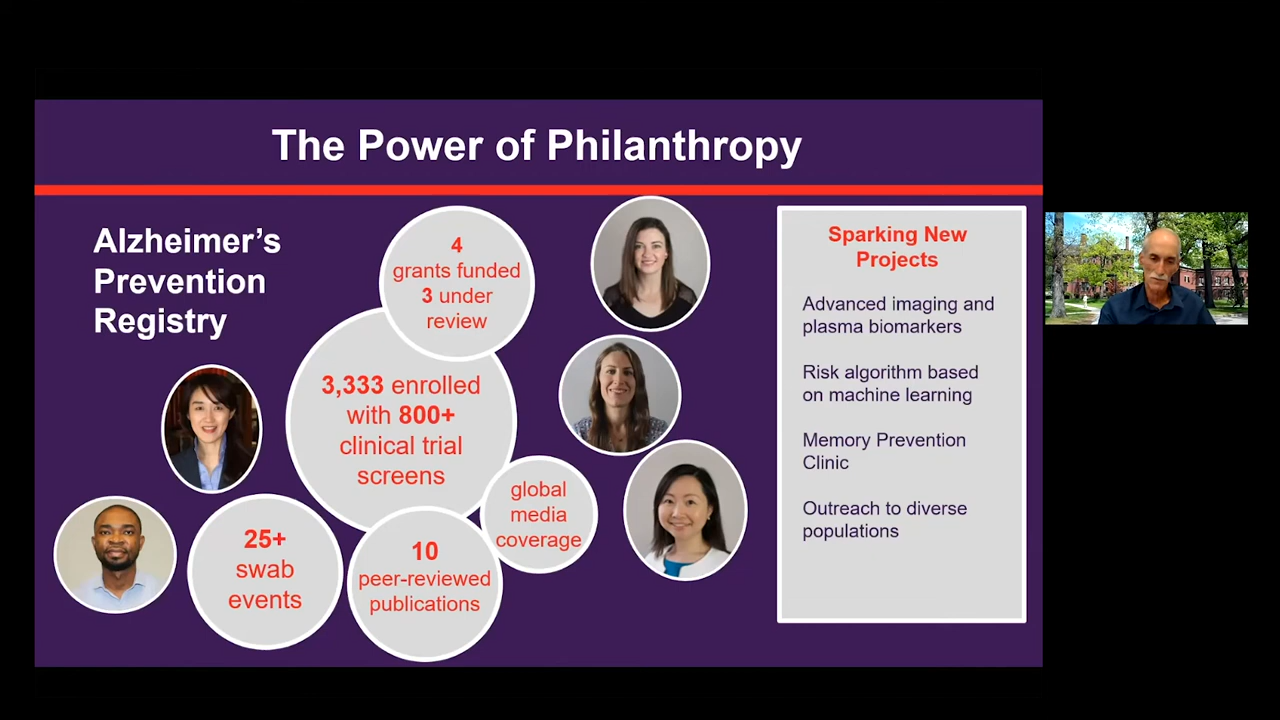 The Power of Philanthropy
Alzheimer's
Prevention
Registry
4
grants funded
3 under
review
3,333 enrolled
with 800+
clinical trial
screens
global
media
coverage
25+
swab
events
10
peer-reviewed
publications
Sparking New
Projects
Advanced imaging and
plasma biomarkers
Risk algorithm based
on machine learning
Memory Prevention
Clinic
Outreach to diverse
populations